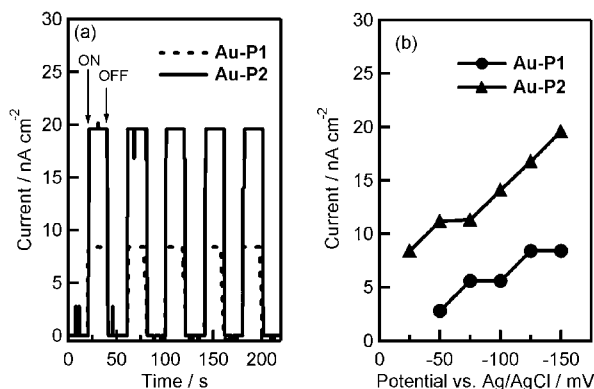 (a)
Au-P1
Au-P2
ON
OFF
30
25
20
15
10
5
0
Current / nA cm-2
0
50
100
150
200
Time / s
(b)
Au-P1
Au-P2
30
25
20
15
10
5
0
Current / nA cm-2
-50
-100
-150
Potential vs. Ag/AgCl / mV